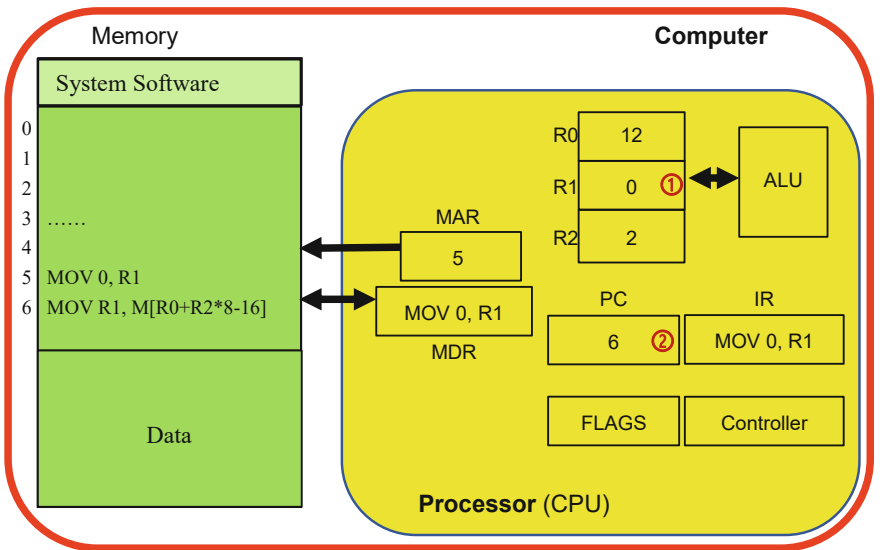 Memory
Computer
System Software
0
1
2
3 ……
4
5 MOV 0, R1
6 MOV R1, M[R0+R2*8-16]
Data
MAR
5
MOV 0, R1
MDR
R0 12
R1 0 ①
R2 2
ALU
PC
6 ②
IR
MOV 0, R1
FLAGS
Controller
Processor (CPU)